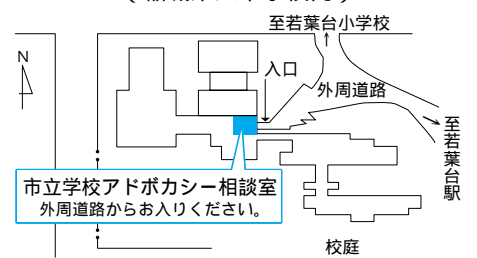 至若葉台小学校
N
入口
外周道路
至若葉台駅
市立学校アドボカシー相談室
外周道路からお入りください。
校庭